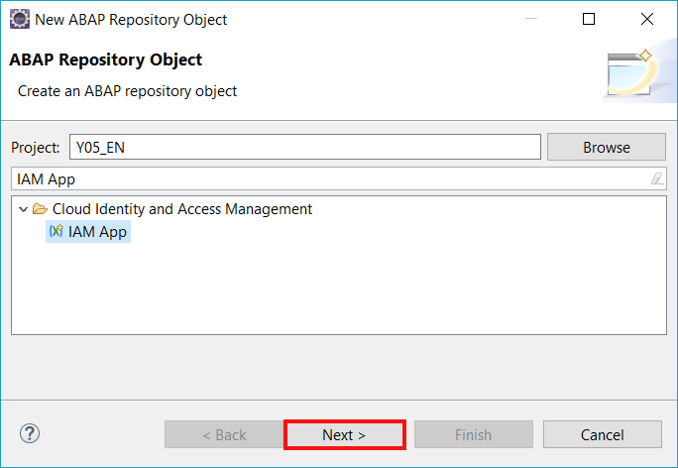 New ABAP Repository Object
ABAP Repository Object
Create an ABAP repository object
Project: Y05_EN Browse
IAM App
Cloud Identity and Access Management
IAM App
? < Back Next > Finish Cancel